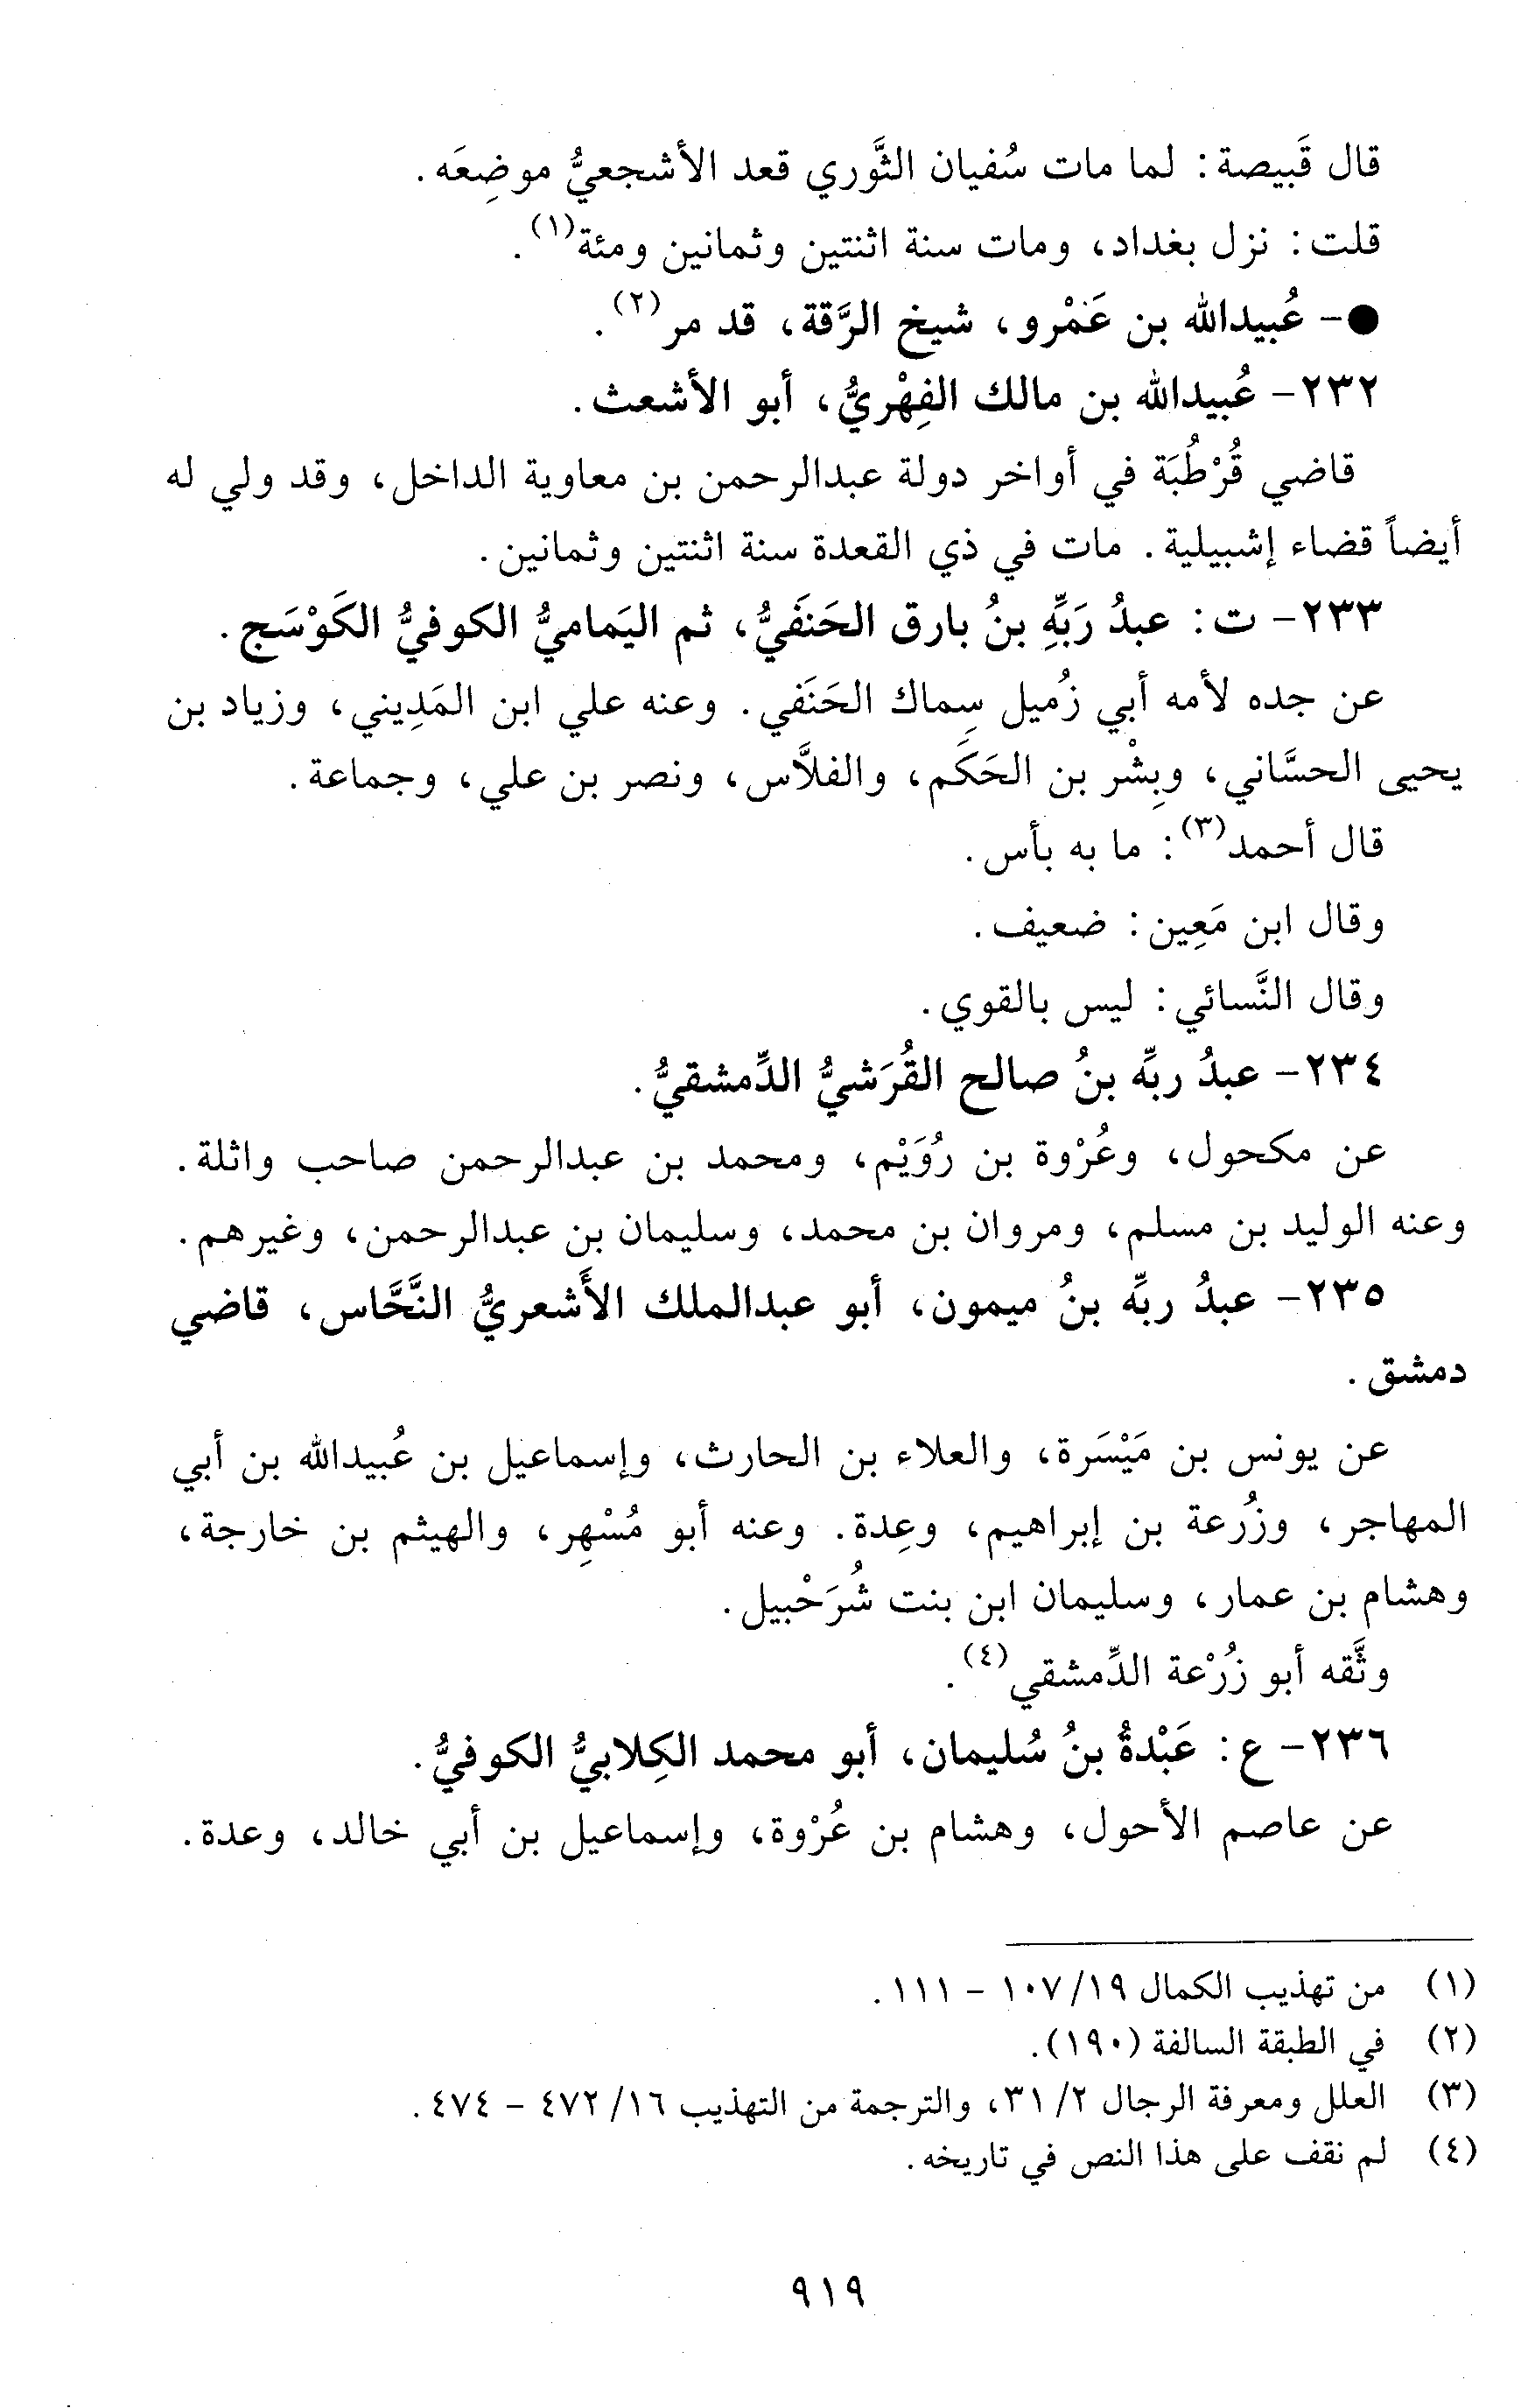 قال قَبيصة: لما مات سُفيان الثَّوري قعد الأشجعيُّ موضِعَه.
قلت: نزل بغداد، ومات سنة اثنتين وثمانين ومئة(١).
●- عُبيدالله بن عَمْرو، شيخ الرَّقة، قد مر(٢).
٢٣٢- عُبيدالله بن مالك الفِهْريُّ، أبو الأشعث.
قاضي قُرْطُبَة في أواخر دولة عبدالرحمن بن معاوية الداخل، وقد ولي له
أيضاً قضاء إشبيلية. مات في ذي القعدة سنة اثنتين وثمانين.
٢٣٣- ت: عبدُ رَبِّهِ بنُ بارق الحَنفَيُّ، ثم اليَماميُّ الكوفيُّ الكَوْسَج.
عن جده لأمه أبي زُميل سِماك الحَنَفي. وعنه علي ابن المَدِيني، وزياد بن
يحيى الحسَّاني، وبِشْر بن الحَكَم، والفلاَّس، ونصر بن علي، وجماعة.
قال أحمد(٣): ما به بأس.
وقال ابن مَعِين: ضعيف.
وقال النَّسائي: ليس بالقوي.
٢٣٤- عبدُ ربِّه بنُ صالح القُرَشيُّ الدِّمشقيُّ.
عن مكحول، وعُرْوة بن رُوَيْم، ومحمد بن عبدالرحمن صاحب واثلة.
وعنه الوليد بن مسلم، ومروان بن محمد، وسليمان بن عبدالرحمن، وغيرهم.
٢٣٥- عبدُ ربِّه بنُ ميمون، أبو عبدالملك الأَشعريُّ النَّحَّاس، قاضي
دمشق.
عن يونس بن مَيْسَرة، والعلاء بن الحارث، وإسماعيل بن عُبيدالله بن أبي
المهاجر، وزُرعة بن إبراهيم، وعِدة. وعنه أبو مُسْهِر، والهيثم بن خارجة،
وهشام بن عمار، وسليمان ابن بنت شُرَحْبيل.
وثَّقه أبو زُرْعة الدِّمشقي(٤).
٢٣٦- ع: عَبْدةُ بنُ سُليمان، أبو محمد الكِلابيُّ الكوفيُّ.
عن عاصم الأحول، وهشام بن عُرْوة، وإسماعيل بن أبي خالد، وعدة.
(١) من تهذيب الكمال ١٩/ ١٠٧ - ١١١.
(٢) في الطبقة السالفة (١٩٠).
(٣) العلل ومعرفة الرجال ٢/ ٣١، والترجمة من التهذيب ١٦/ ٤٧٢ - ٤٧٤.
(٤) لم نقف على هذا النص في تاريخه.
٩١٩